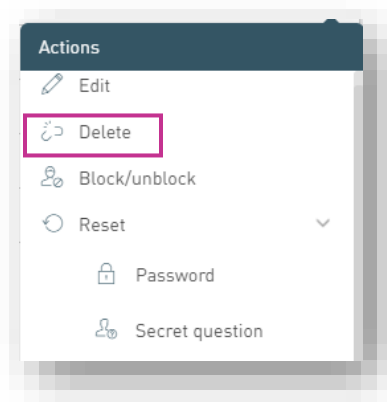 Actions
Edit
Delete
Block/unblock
Reset
Password
Secret question